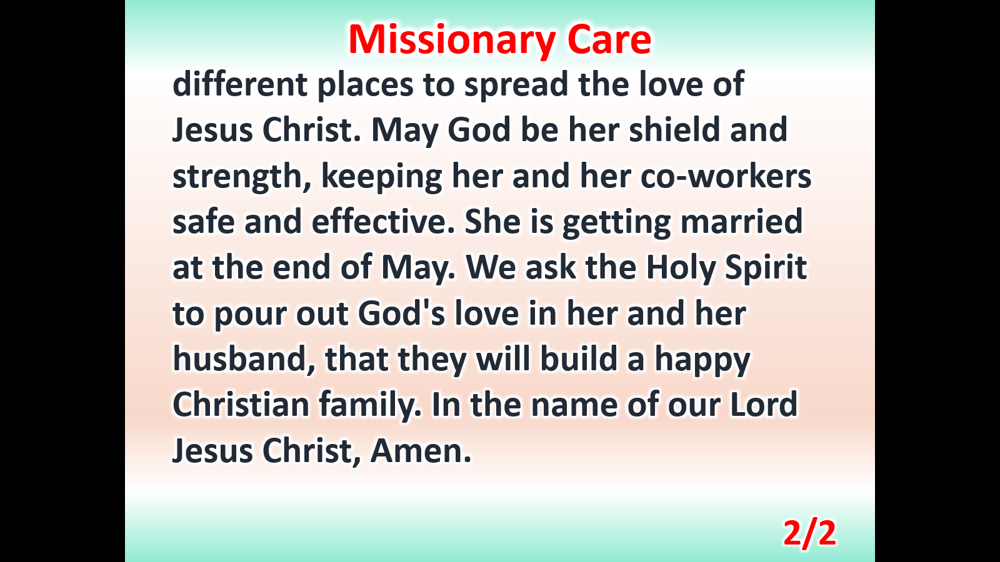 Missionary Care
different places to spread the love of
Jesus Christ. May God be her shield and
strength, keeping her and her co-workers
safe and effective. She is getting married
at the end of May. We ask the Holy Spirit
to pour out God's love in her and her
husband, that they will build a happy
Christian family. In the name of our Lord
Jesus Christ, Amen.
2/2